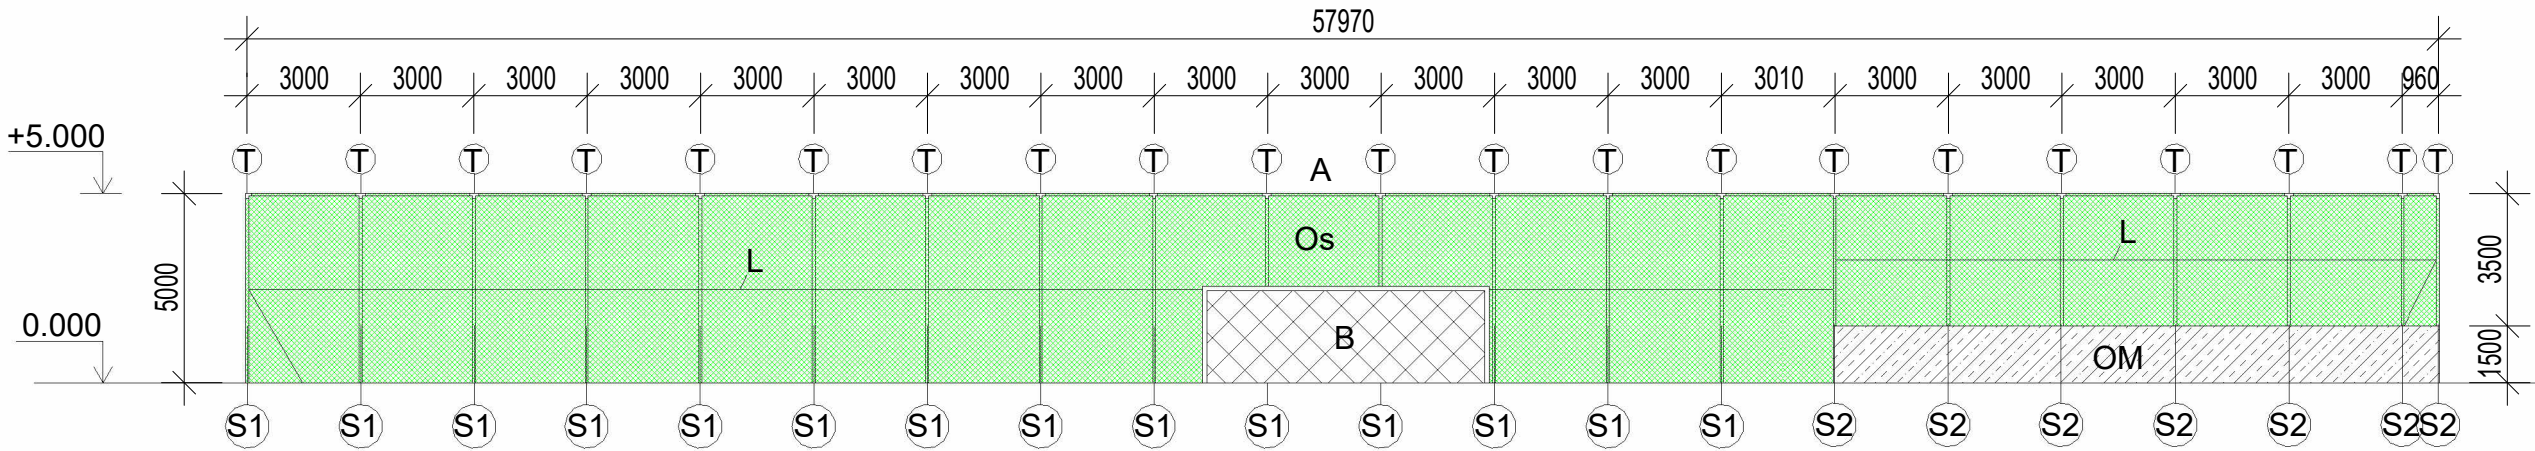 57970
3000 3000 3000 3000 3000 3000 3000 3000 3000 3000 3000 3000 3000 3010 3000 3000 3000 3000 3000 960
+5.000
T T T T T T T T T T T T T T T T T T T T T
A
Os
L
L
5000
3500
0.000
B
OM
1500
S1 S1 S1 S1 S1 S1 S1 S1 S1 S1 S1 S1 S1 S1 S2 S2 S2 S2 S2 S2 S2